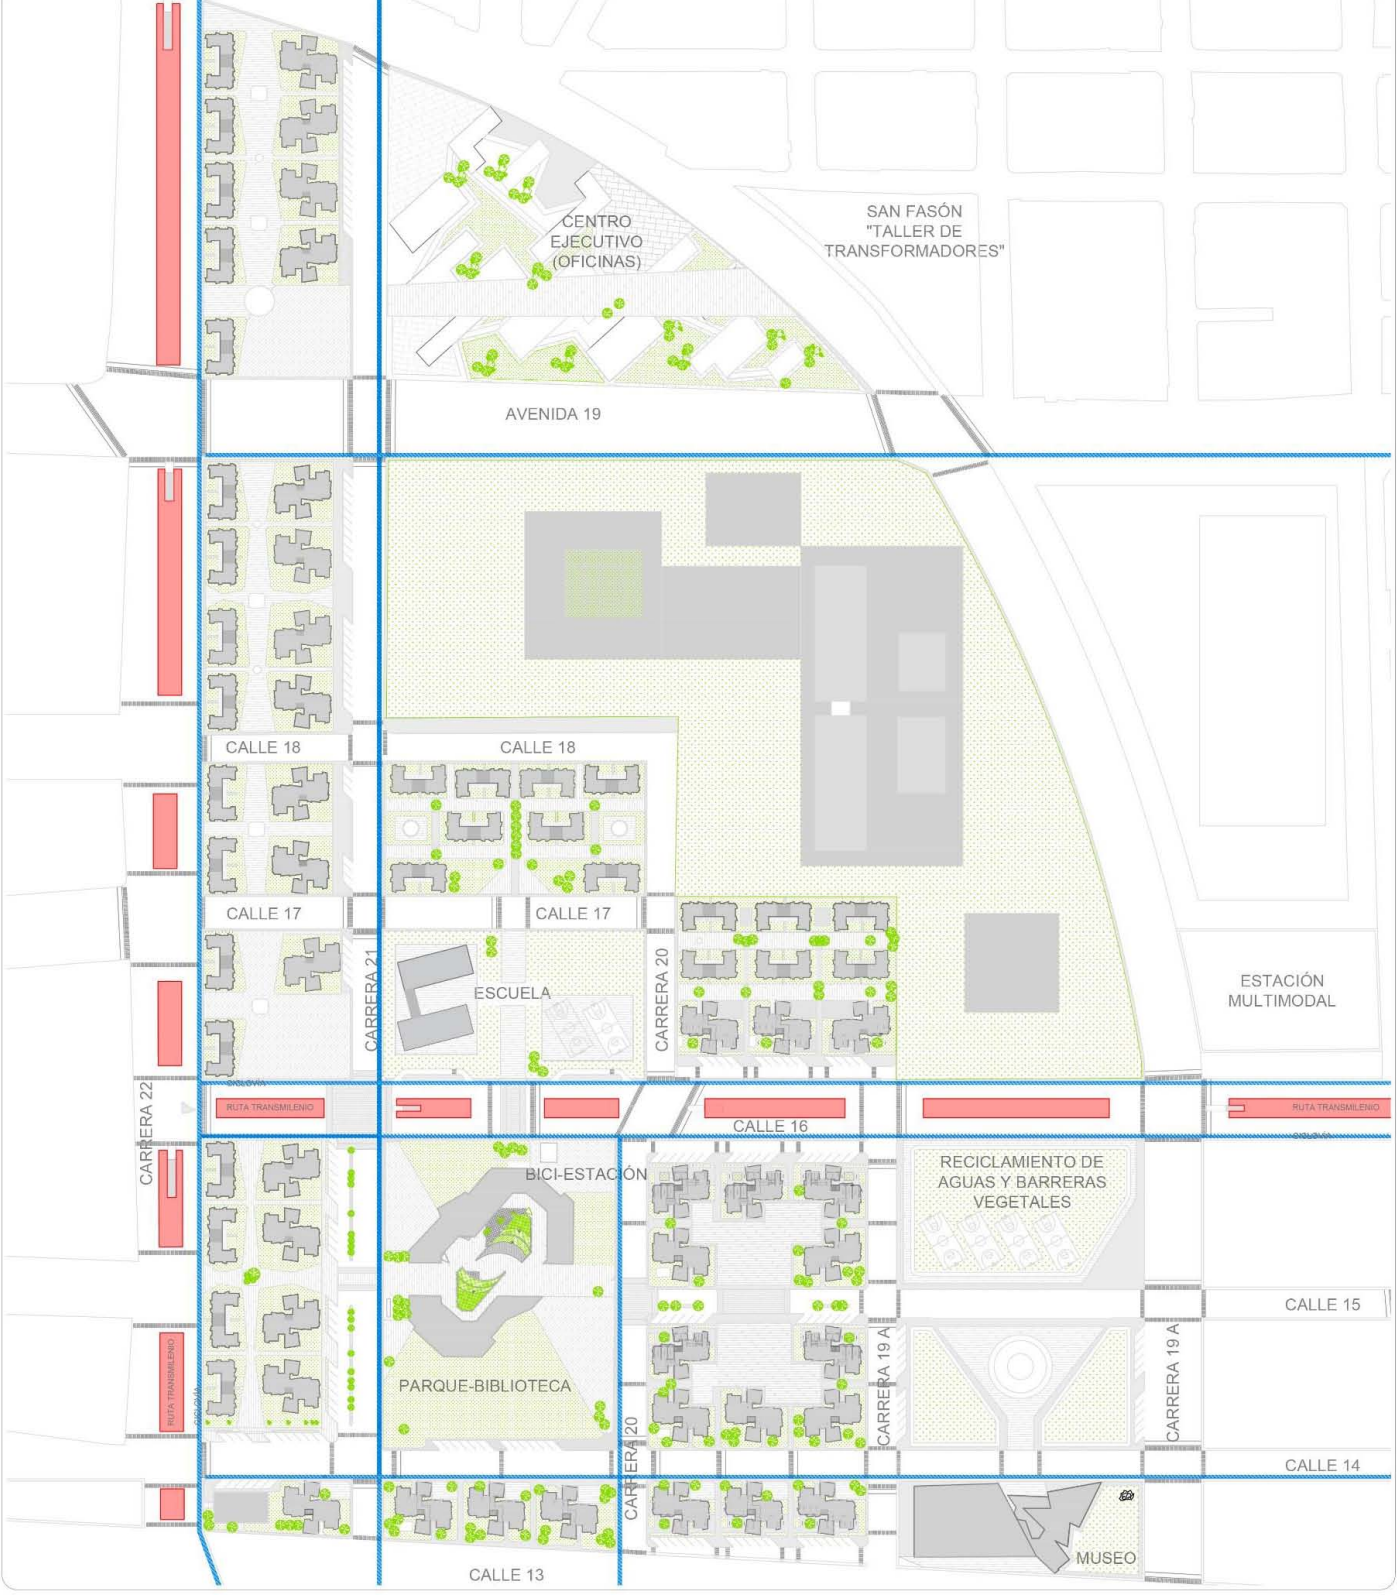 CENTRO
EJECUTIVO
(OFICINAS)
SAN FASÓN
"TALLER DE
TRANSFORMADORES"
AVENIDA 19
CALLE 18
CALLE 18
CALLE 17
CALLE 17
CARRERA 21
ESCUELA
CARRERA 20
ESTACIÓN
MULTIMODAL
CARRERA 22
CICLOVÍA
RUTA TRANSMILENIO
RUTA TRANSMILENIO
CALLE 16
CICLOVÍA
BICI-ESTACIÓN
RECICLAMIENTO DE
AGUAS Y BARRERAS
VEGETALES
CALLE 15
RUTA TRANSMILENIO
CICLOVÍA
PARQUE-BIBLIOTECA
CARRERA 19 A
CARRERA 19 A
CARRERA 20
CALLE 14
MUSEO
CALLE 13